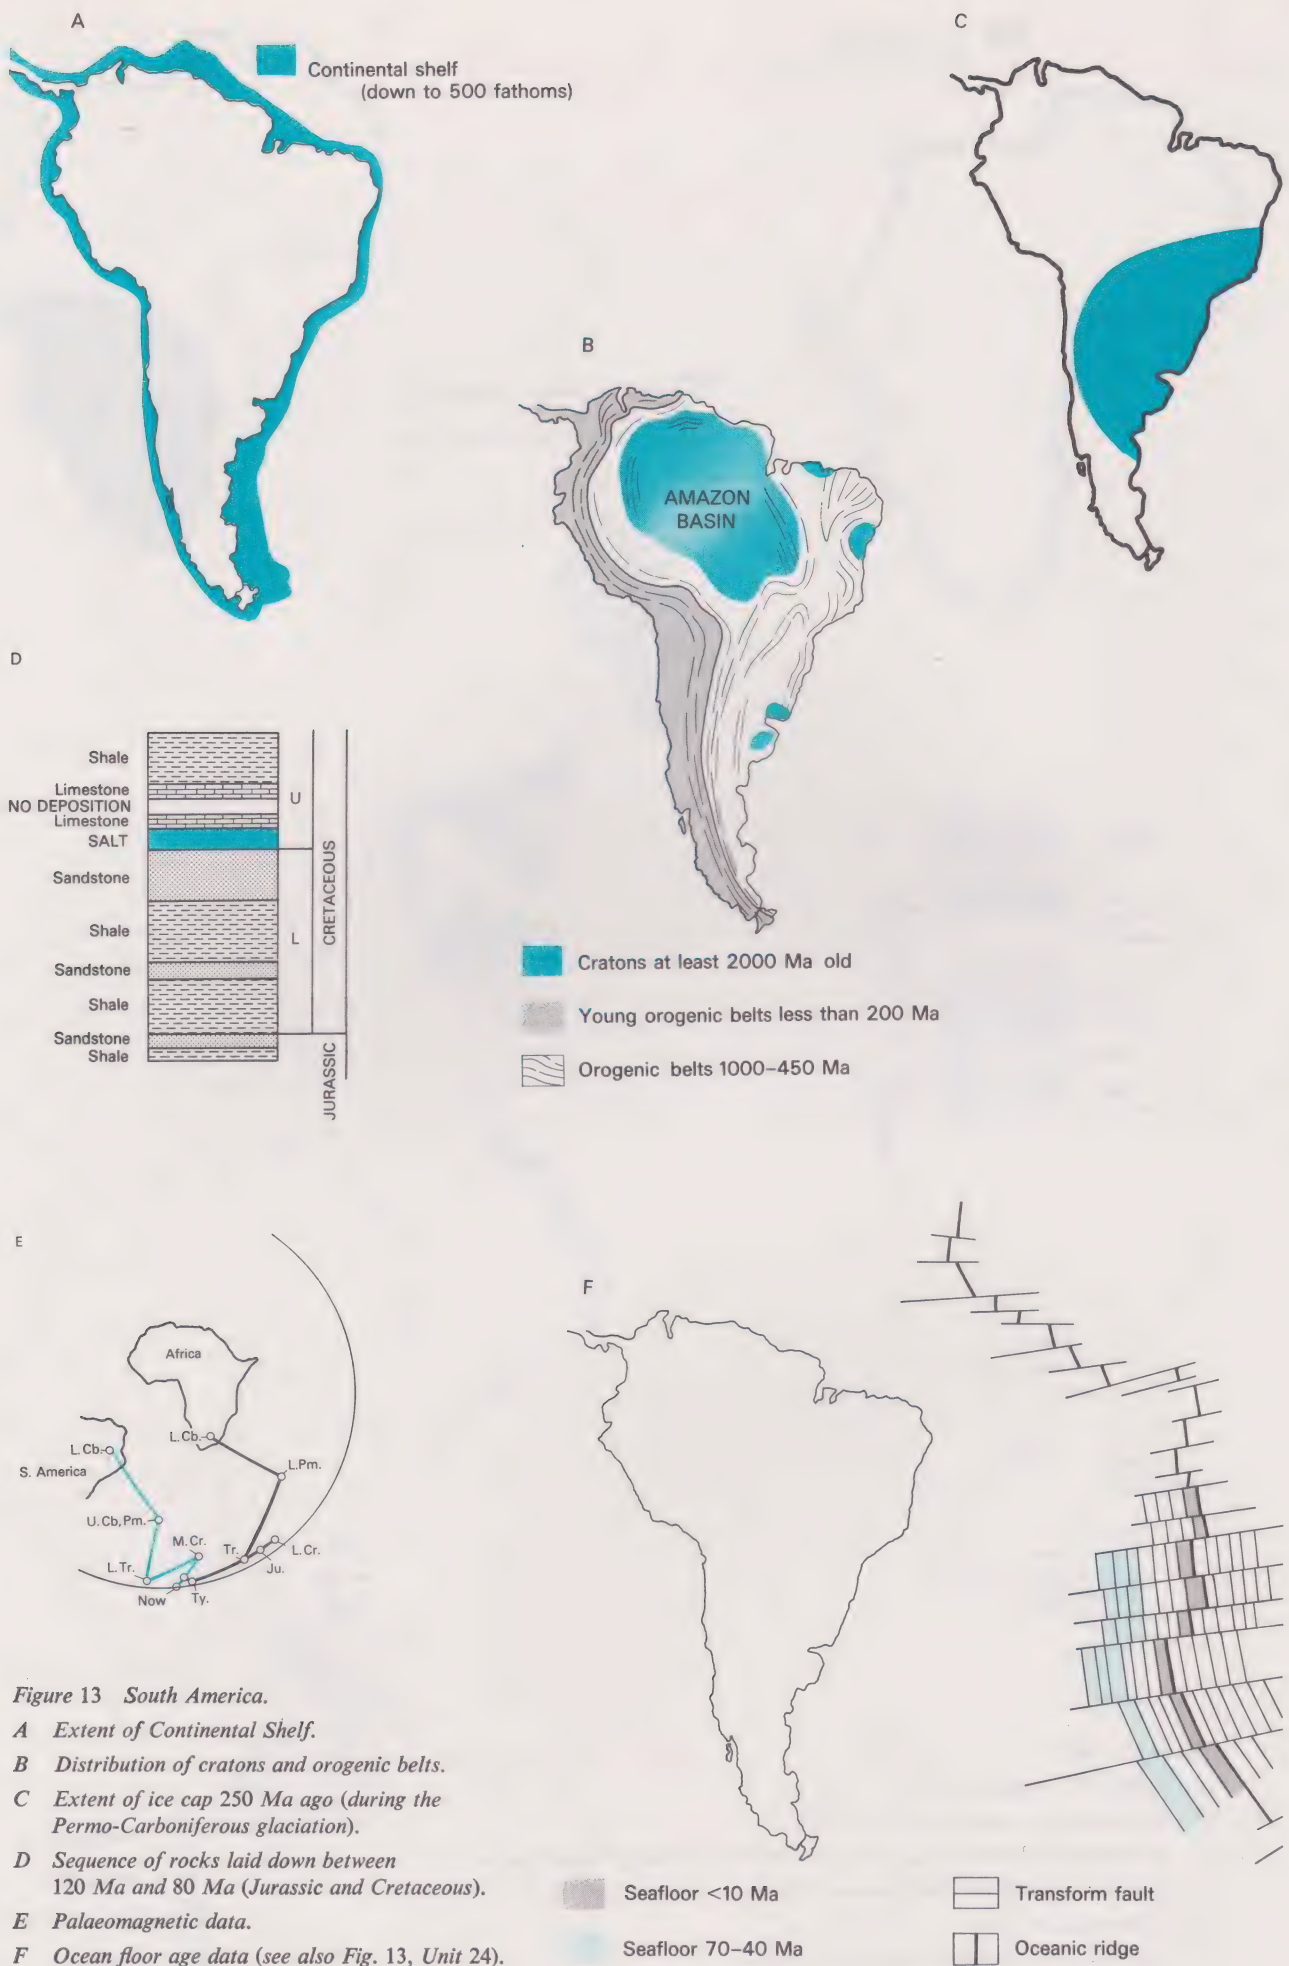 A
Continental shelf
(down to 500 fathoms)
C
B
AMAZON
BASIN
Cratons at least 2000 Ma old
Young orogenic belts less than 200 Ma
Orogenic belts 1000–450 Ma
D
Shale
Limestone
NO DEPOSITION
Limestone
SALT
Sandstone
Shale
Sandstone
Shale
Sandstone
Shale
U
L
CRETACEOUS
JURASSIC
E
Africa
L. Cb.
L.Pm.
L. Cb.
S. America
U. Cb, Pm.
M. Cr.
Tr.
L. Cr.
Ju.
L. Tr.
Now
Ty.
F
Seafloor <10 Ma
Seafloor 70–40 Ma
Transform fault
Oceanic ridge
Figure 13 South America.
A Extent of Continental Shelf.
B Distribution of cratons and orogenic belts.
C Extent of ice cap 250 Ma ago (during the
Permo-Carboniferous glaciation).
D Sequence of rocks laid down between
120 Ma and 80 Ma (Jurassic and Cretaceous).
E Palaeomagnetic data.
F Ocean floor age data (see also Fig. 13, Unit 24).